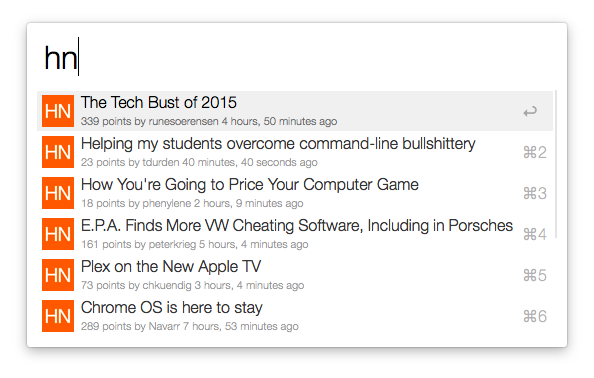 hn
HN The Tech Bust of 2015
339 points by runesoerensen 4 hours, 50 minutes ago ↩
HN Helping my students overcome command-line bullshittery
23 points by tdurden 40 minutes, 40 seconds ago ⌘2
HN How You're Going to Price Your Computer Game
18 points by phenylene 2 hours, 9 minutes ago ⌘3
HN E.P.A. Finds More VW Cheating Software, Including in Porsches
161 points by peterkrieg 5 hours, 4 minutes ago ⌘4
HN Plex on the New Apple TV
73 points by chkuendig 3 hours, 4 minutes ago ⌘5
HN Chrome OS is here to stay
289 points by Navarr 7 hours, 53 minutes ago ⌘6